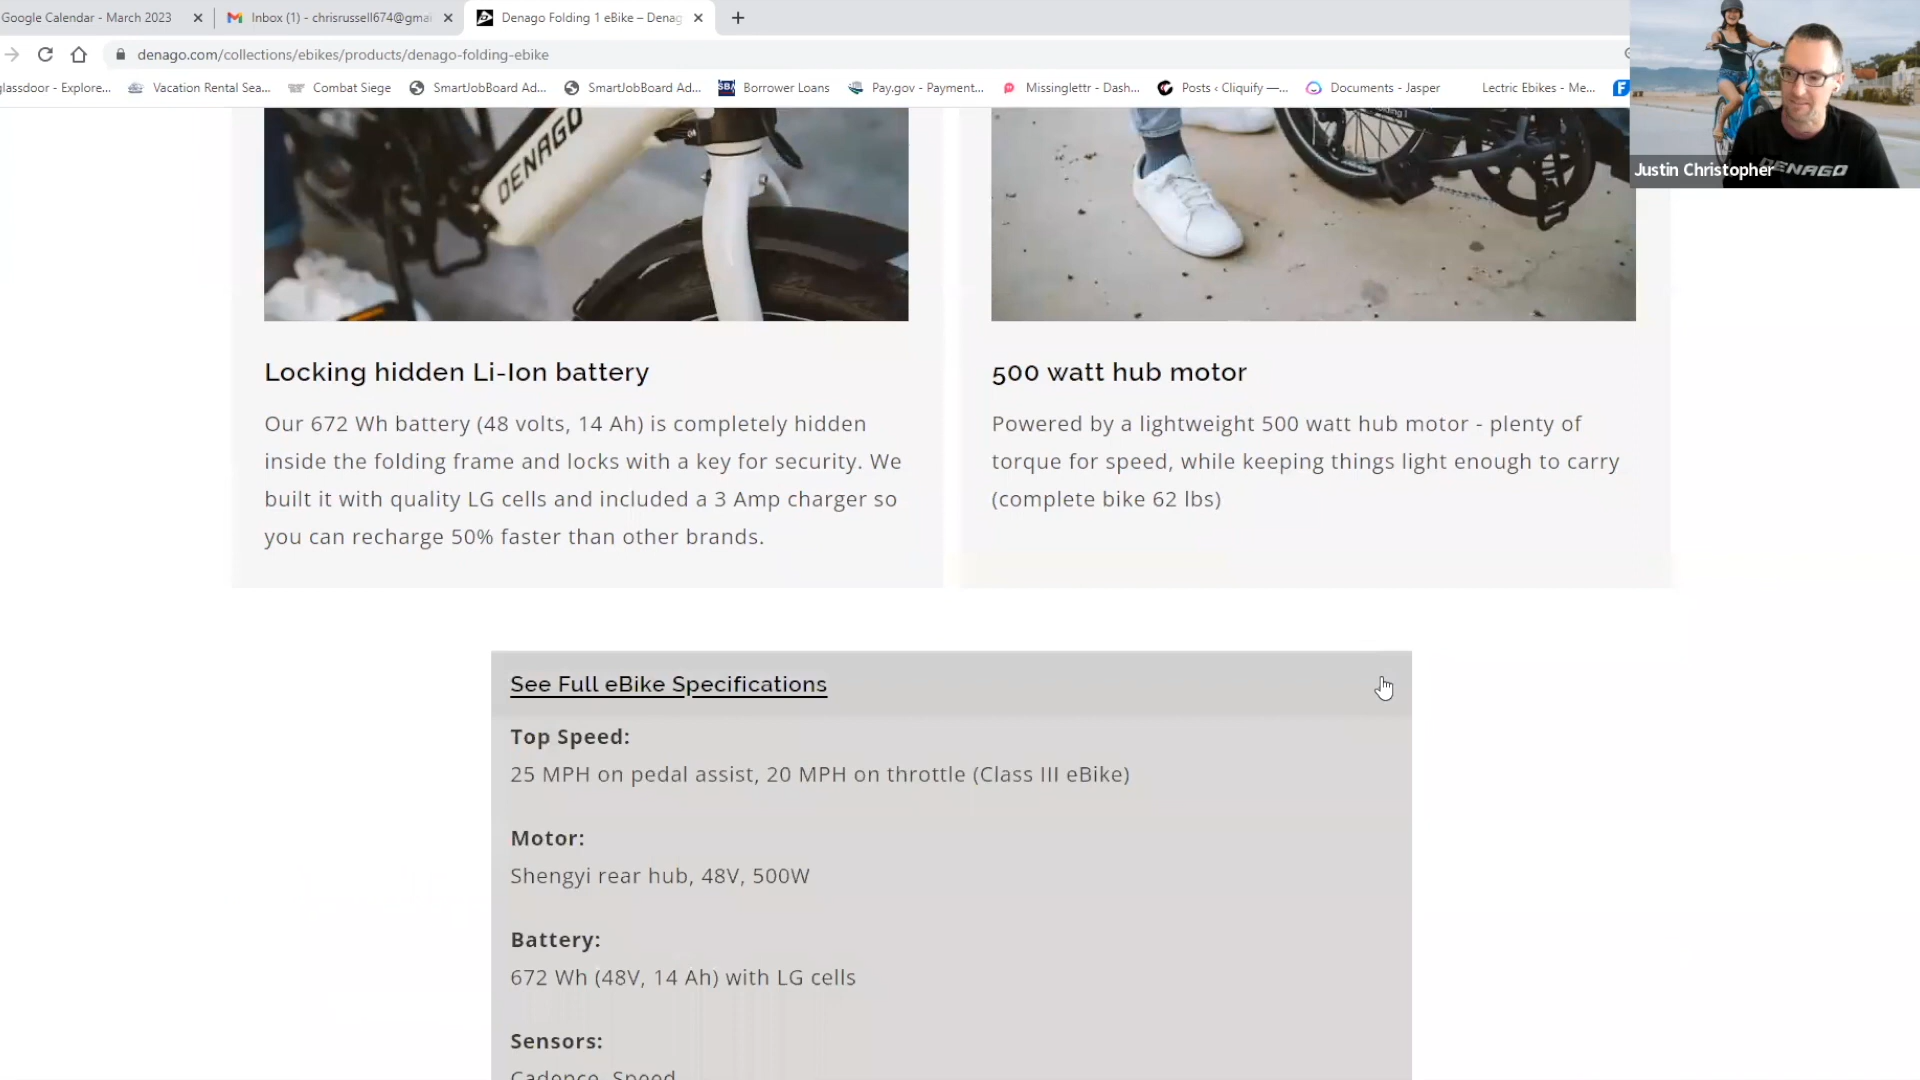 Google Calendar - March 2023
Inbox (1) - chrisrussell674@gmai
Denago Folding 1 eBike – Denag
denago.com/collections/ebikes/products/denago-folding-ebike
glassdoor - Explore...
Vacation Rental Sea...
Combat Siege
SmartJobBoard Ad...
SmartJobBoard Ad...
SBA
Borrower Loans
Pay.gov - Payment...
Missinglettr - Dash...
Posts ‹ Cliquify —...
Documents - Jasper
Lectric Ebikes - Me...
Justin Christopher
DENAGO
DENAGO
Locking hidden Li-Ion battery
Our 672 Wh battery (48 volts, 14 Ah) is completely hidden
inside the folding frame and locks with a key for security. We
built it with quality LG cells and included a 3 Amp charger so
you can recharge 50% faster than other brands.
500 watt hub motor
Powered by a lightweight 500 watt hub motor - plenty of
torque for speed, while keeping things light enough to carry
(complete bike 62 lbs)
See Full eBike Specifications
Top Speed:
25 MPH on pedal assist, 20 MPH on throttle (Class III eBike)
Motor:
Shengyi rear hub, 48V, 500W
Battery:
672 Wh (48V, 14 Ah) with LG cells
Sensors:
Cadence, Speed